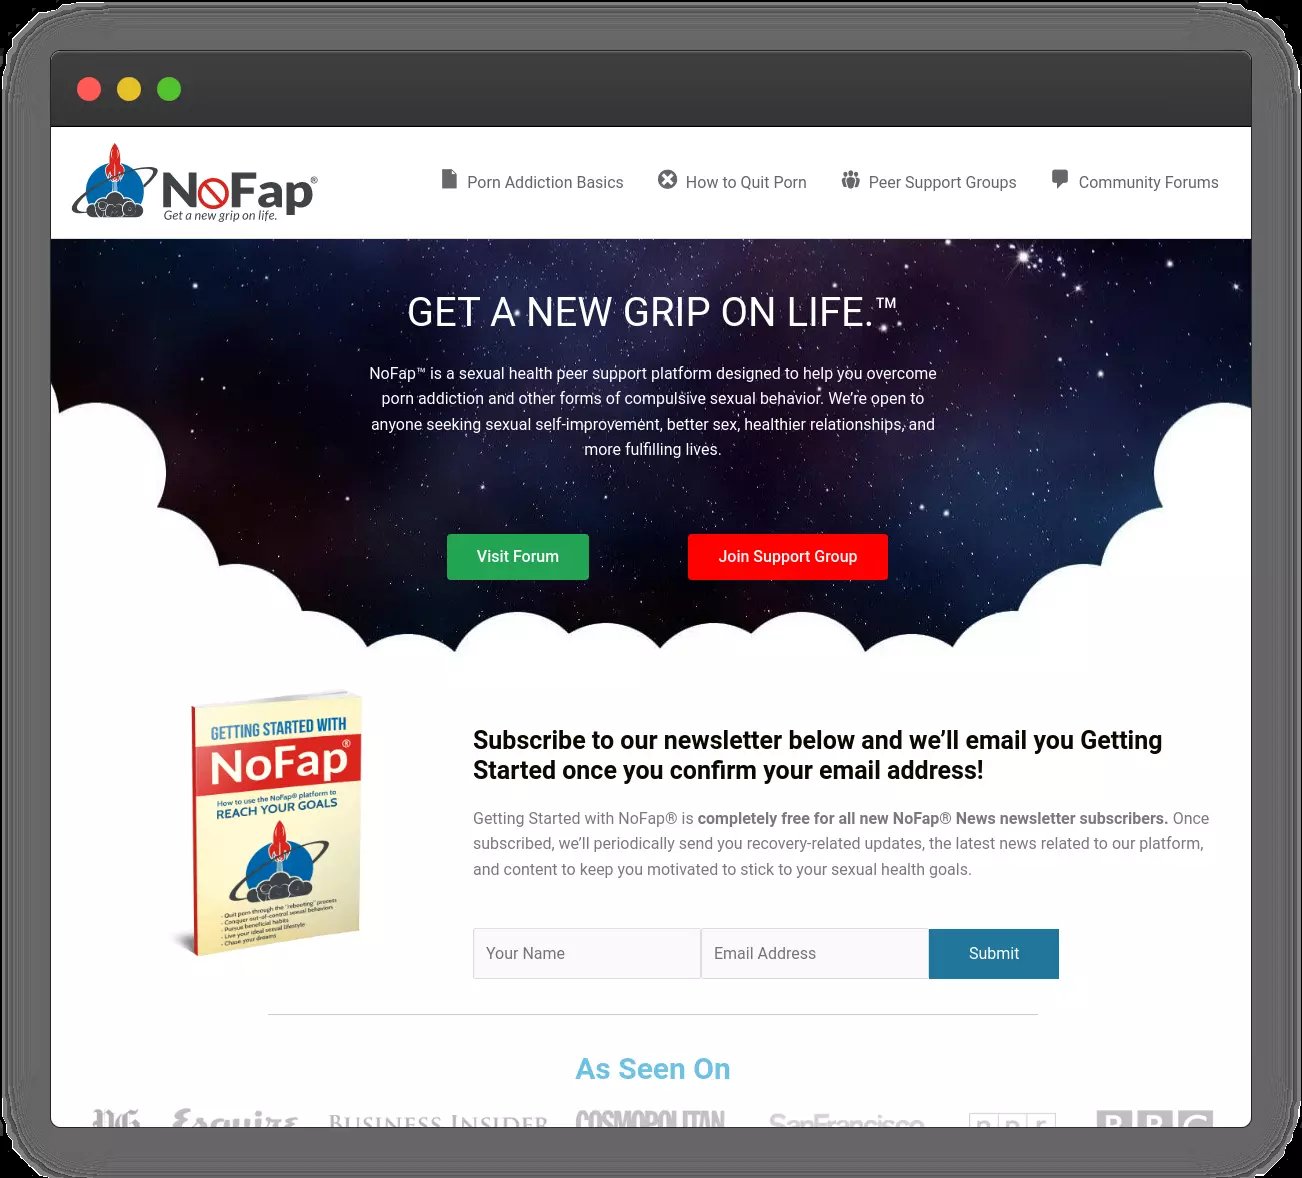 NoFap®
Get a new grip on life.
Porn Addiction Basics
How to Quit Porn
Peer Support Groups
Community Forums
GET A NEW GRIP ON LIFE.™
NoFap™ is a sexual health peer support platform designed to help you overcome
porn addiction and other forms of compulsive sexual behavior. We’re open to
anyone seeking sexual self-improvement, better sex, healthier relationships, and
more fulfilling lives.
Visit Forum
Join Support Group
GETTING STARTED WITH
NoFap®
How to use the NoFap® platform to
REACH YOUR GOALS
- Quit porn through the "rebooting" process
- Conquer out-of-control sexual behaviors
- Pursue beneficial habits
- Live your ideal sexual lifestyle
- Chase your dreams
Subscribe to our newsletter below and we’ll email you Getting
Started once you confirm your email address!
Getting Started with NoFap® is completely free for all new NoFap® News newsletter subscribers. Once
subscribed, we’ll periodically send you recovery-related updates, the latest news related to our platform,
and content to keep you motivated to stick to your sexual health goals.
Your Name
Email Address
Submit
As Seen On
Esquire
BUSINESS INSIDER
COSMOPOLITAN
SanFrancisco
npr
BBC